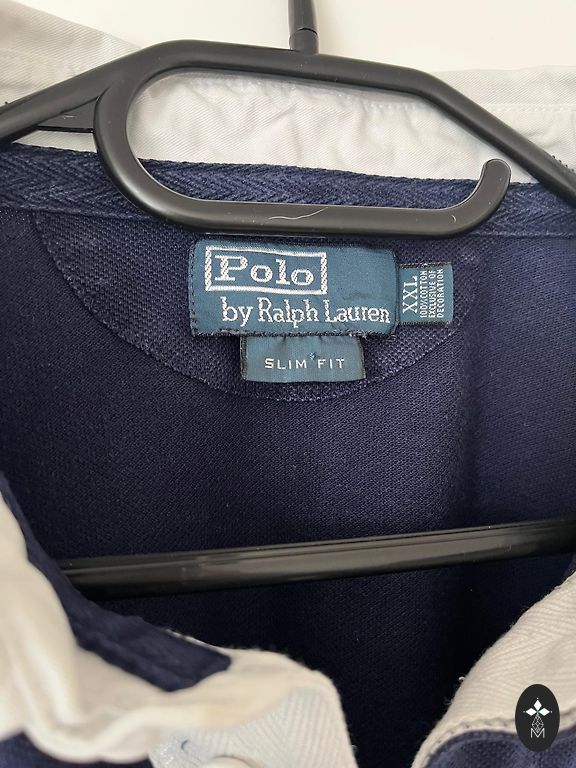 Polo
by Ralph Lauren
XXL
100% COTTON
EXCLUSIVE OF
DECORATION
SLIM FIT
M